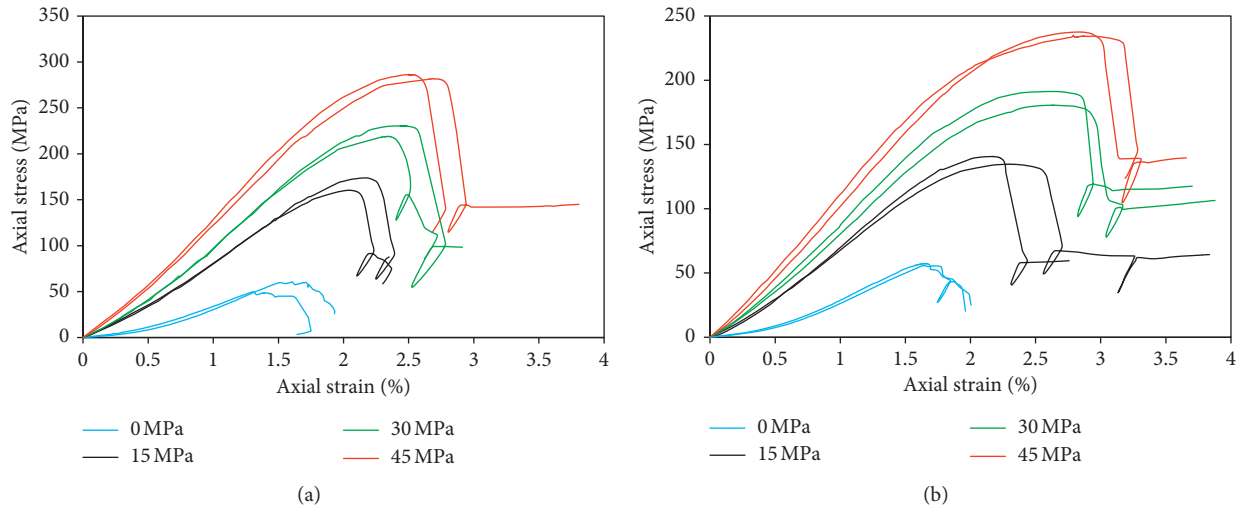 350
300
250
200
150
100
50
0
Axial stress (MPa)
0 0.5 1 1.5 2 2.5 3 3.5 4
Axial strain (%)
0 MPa
15 MPa
30 MPa
45 MPa
(a)
250
200
150
100
50
0
Axial stress (MPa)
0 0.5 1 1.5 2 2.5 3 3.5 4
Axial strain (%)
0 MPa
15 MPa
30 MPa
45 MPa
(b)